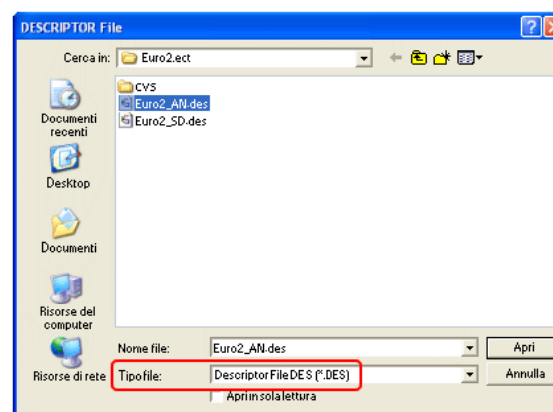 DESCRIPTOR File
Cerca in:
Euro2.ect
CVS
Euro2_AN.des
Euro2_SD.des
Documenti
recenti
Desktop
Documenti
Risorse del
computer
Risorse di rete
Nome file:
Euro2_AN.des
Apri
Tipo file:
Descriptor File DES (*.DES)
Annulla
Apri in sola lettura